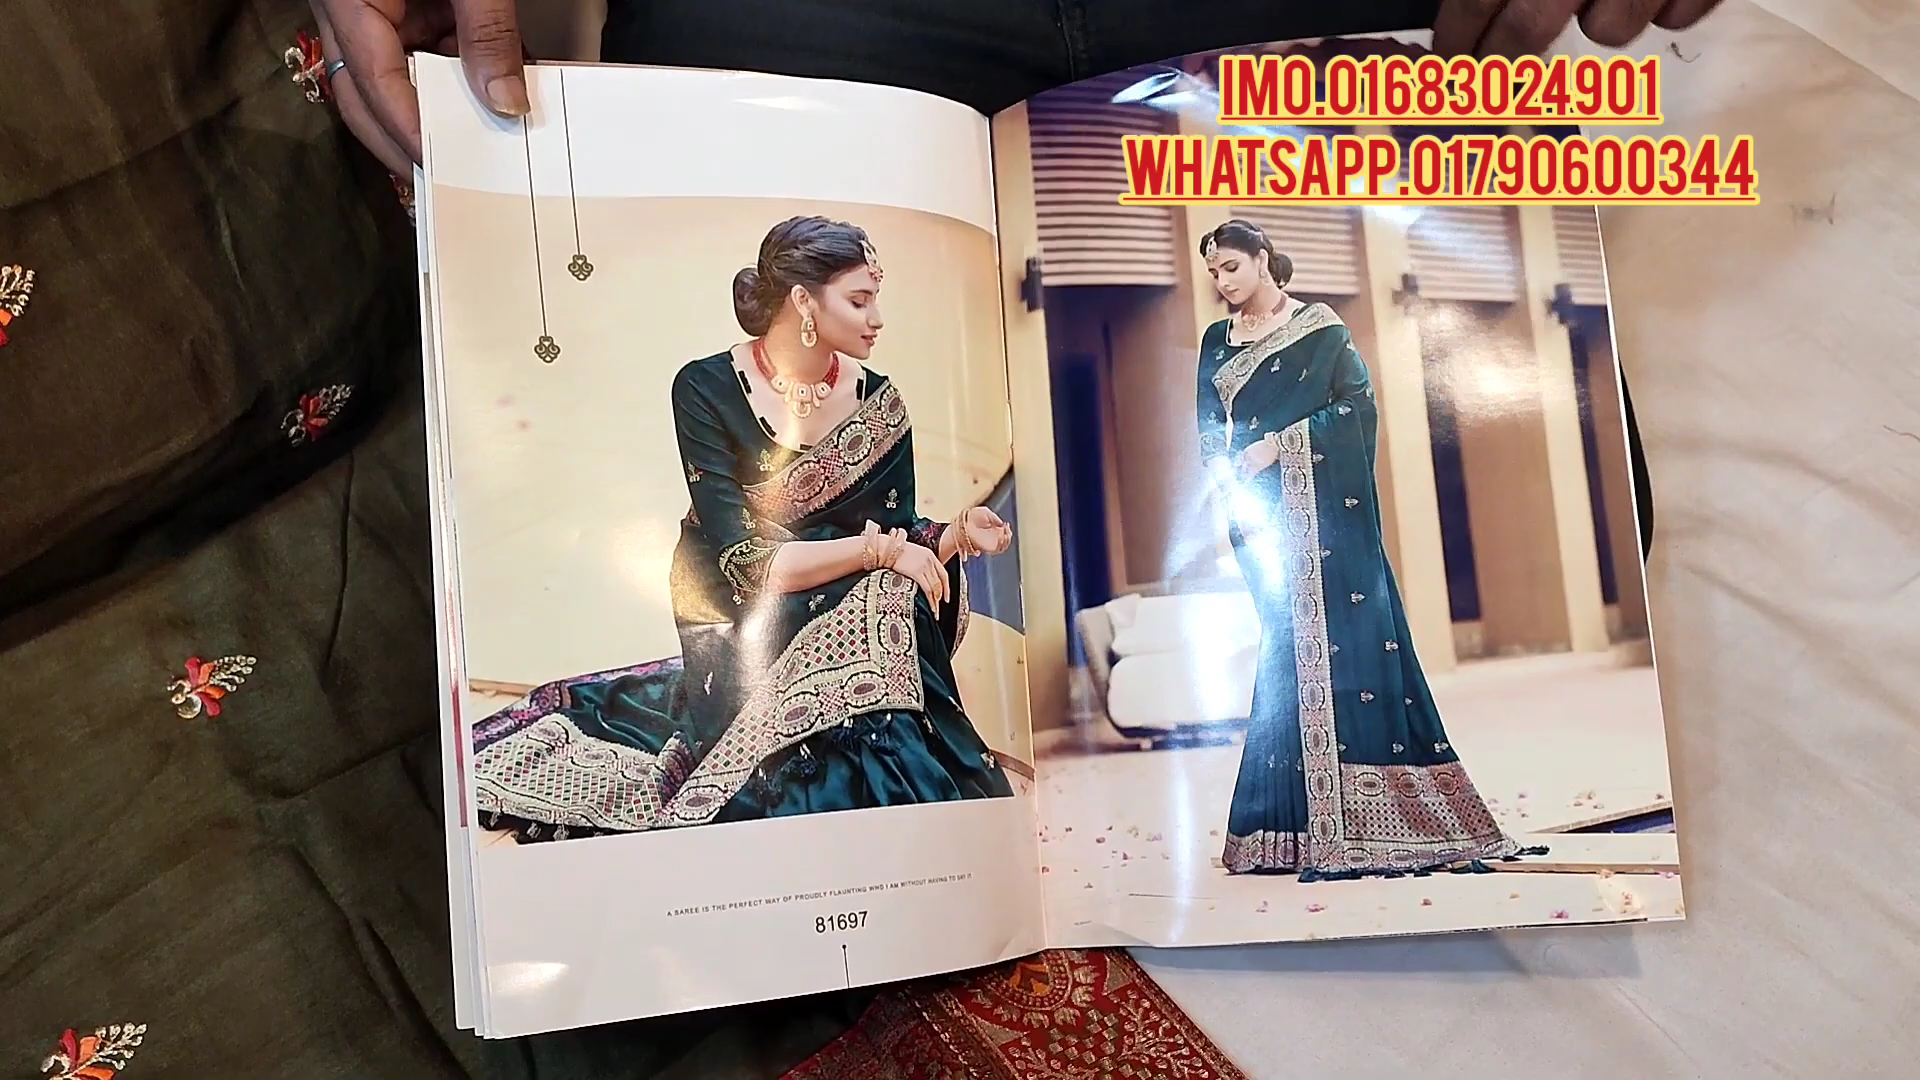 IMO.01683024901
WHATSAPP.01790600344
A SAREE IS THE PERFECT WAY OF PROUDLY FLAUNTING WHO I AM WITHOUT HAVING TO SAY IT
81697